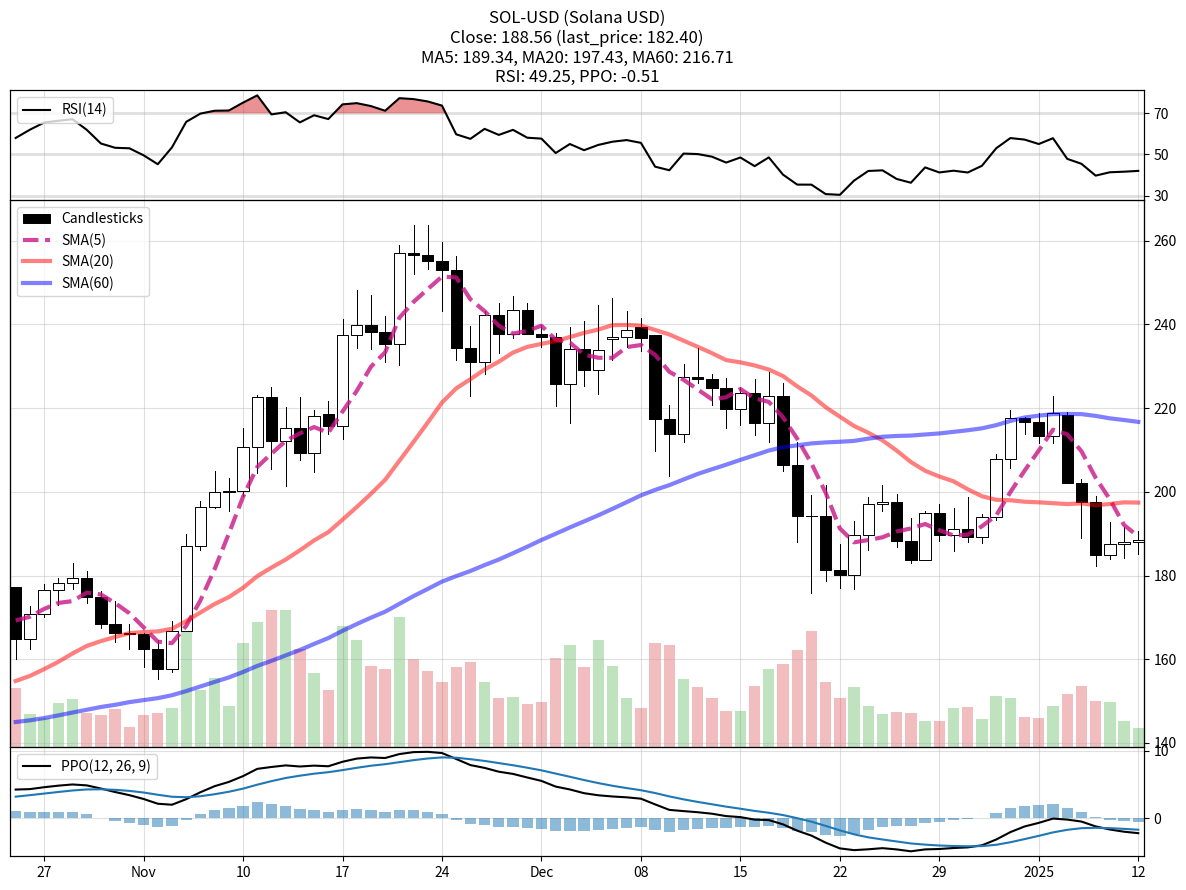 SOL-USD (Solana USD)
Close: 188.56 (last_price: 182.40)
MA5: 189.34, MA20: 197.43, MA60: 216.71
RSI: 49.25, PPO: -0.51
RSI(14)
70
50
30
Candlesticks
SMA(5)
SMA(20)
SMA(60)
260
240
220
200
180
160
140
PPO(12, 26, 9)
10
0
27 Nov 10 17 24 Dec 08 15 22 29 2025 12